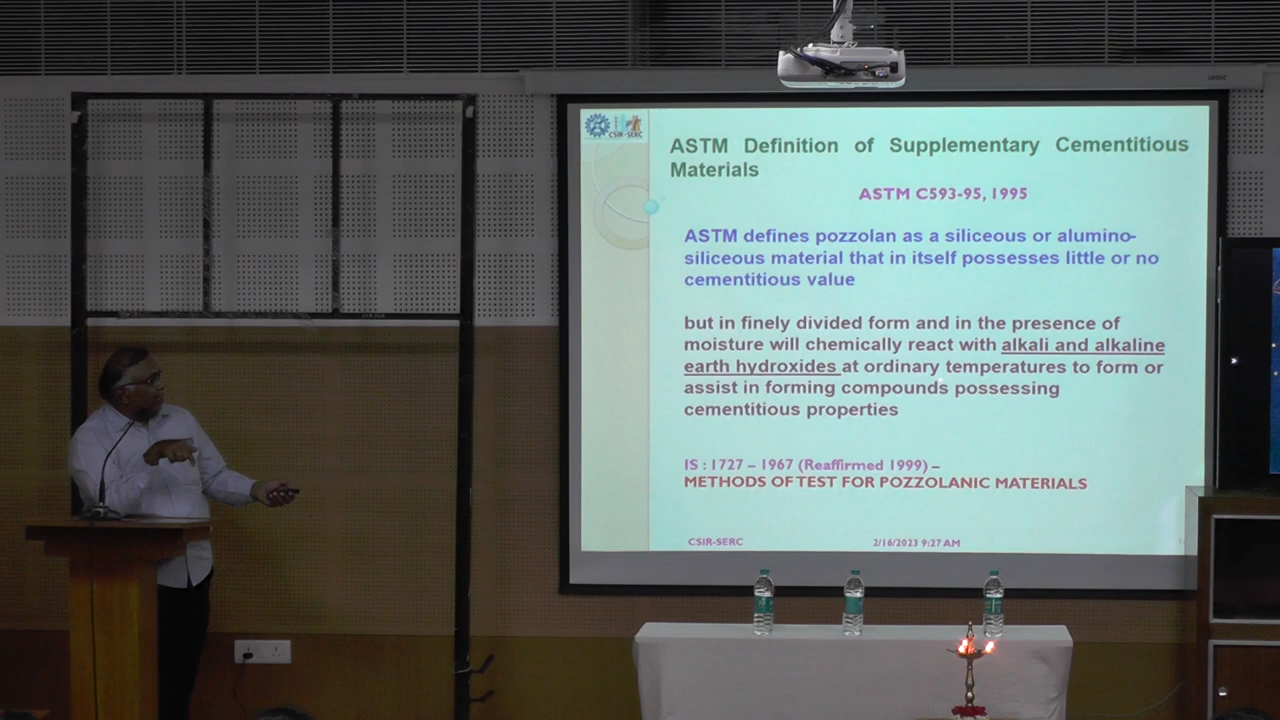 CSIR-SERC
ASTM Definition of Supplementary Cementitious
Materials
ASTM C593-95, 1995
ASTM defines pozzolan as a siliceous or alumino-
siliceous material that in itself possesses little or no
cementitious value
but in finely divided form and in the presence of
moisture will chemically react with alkali and alkaline
earth hydroxides at ordinary temperatures to form or
assist in forming compounds possessing
cementitious properties
IS : 1727 – 1967 (Reaffirmed 1999) –
METHODS OF TEST FOR POZZOLANIC MATERIALS
CSIR-SERC
2/16/2023 9:27 AM